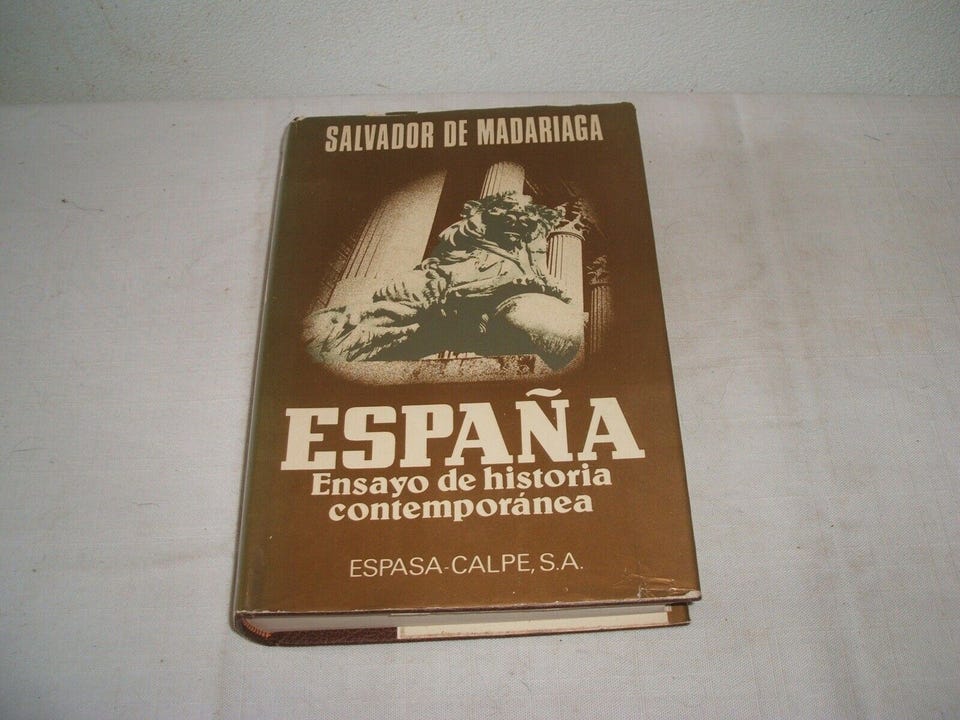 SALVADOR DE MADARIAGA
ESPAÑA
Ensayo de historia
contemporánea
ESPASA-CALPE, S.A.